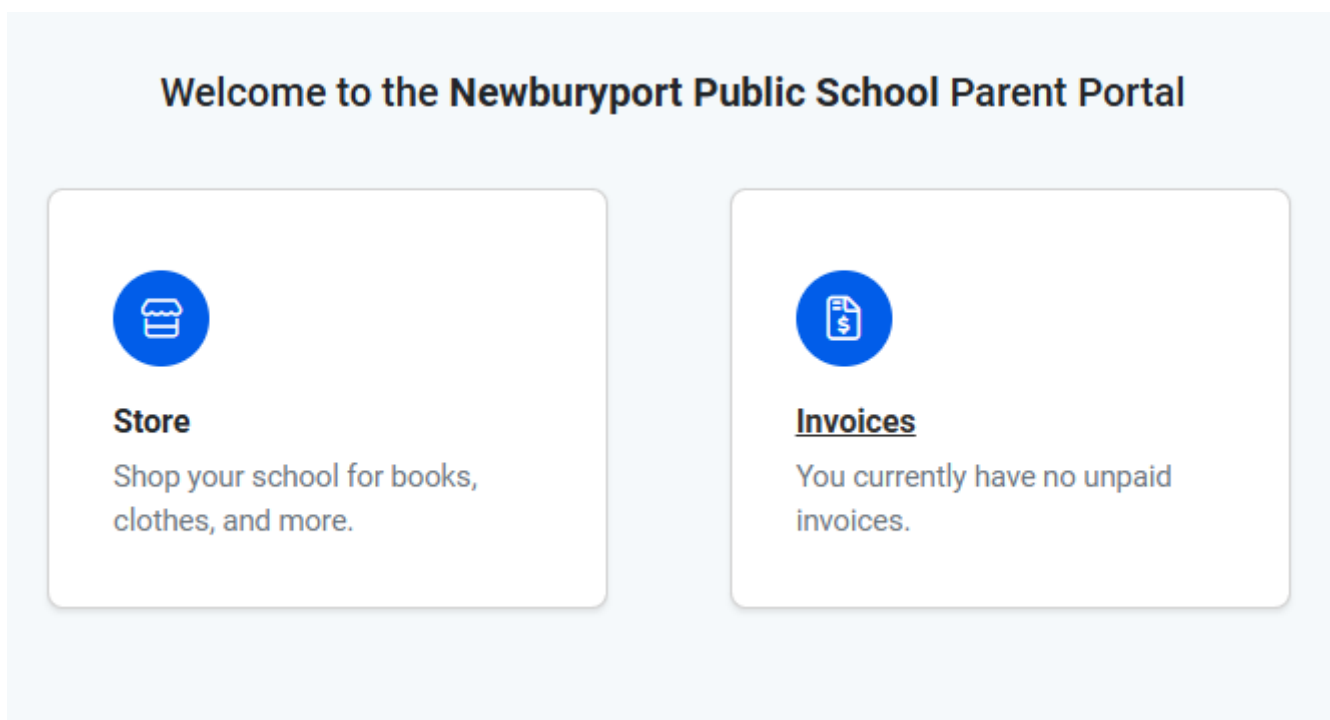 Welcome to the Newburyport Public School Parent Portal
Store
Shop your school for books,
clothes, and more.
$
Invoices
You currently have no unpaid
invoices.